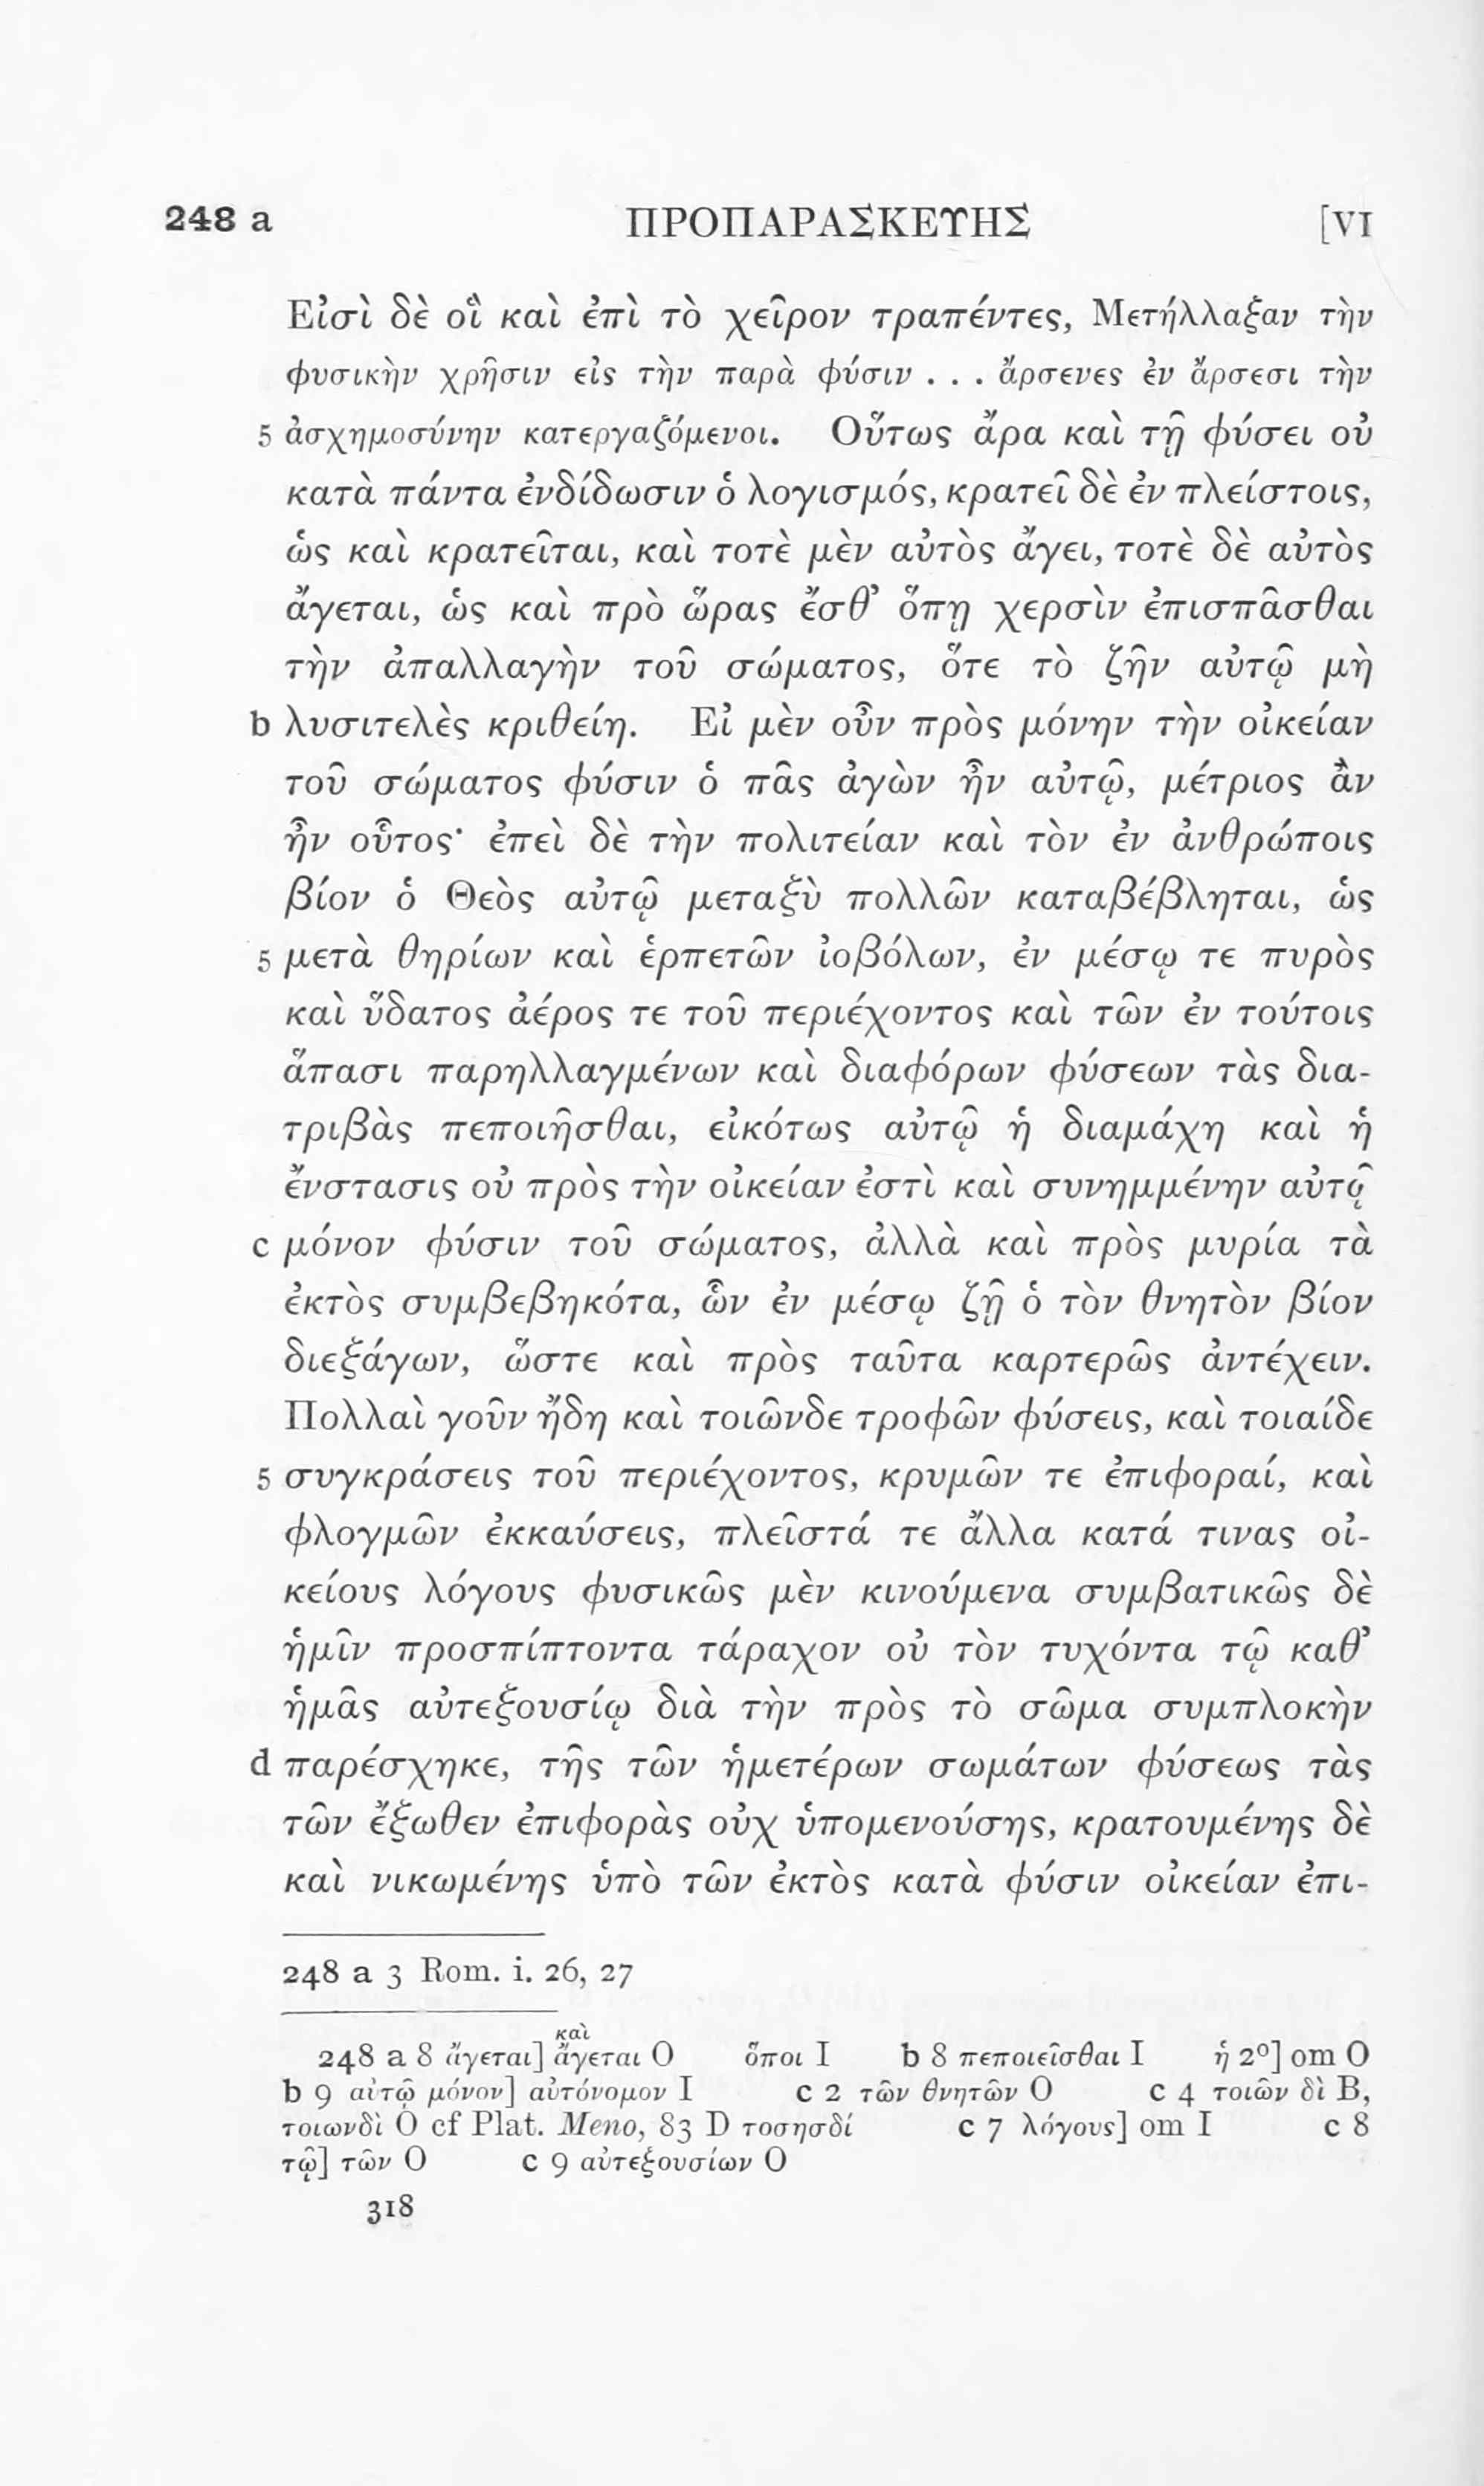 248 a ΠΡΟΠΑΡΑΣΚΕΥΗΣ [VI
Εἰσὶ δὲ οἳ καὶ ἐπὶ τὸ χεῖρον τραπέντες, Μετήλλαξαν τὴν
φυσικὴν χρῆσιν εἰς τὴν παρὰ φύσιν . . . ἄρσενες ἐν ἄρσεσι τὴν
5 ἀσχημοσύνην κατεργαζόμενοι. Οὕτως ἄρα καὶ τῇ φύσει οὐ
κατὰ πάντα ἐνδίδωσιν ὁ λογισμός, κρατεῖ δὲ ἐν πλείστοις,
ὡς καὶ κρατεῖται, καὶ τοτὲ μὲν αὐτὸς ἄγει, τοτὲ δὲ αὐτὸς
ἄγεται, ὡς καὶ πρὸ ὥρας ἔσθ’ ὅπῃ χερσὶν ἐπισπᾶσθαι
τὴν ἀπαλλαγὴν τοῦ σώματος, ὅτε τὸ ζῆν αὐτῷ μὴ
b λυσιτελὲς κριθείη. Εἰ μὲν οὖν πρὸς μόνην τὴν οἰκείαν
τοῦ σώματος φύσιν ὁ πᾶς ἀγὼν ἦν αὐτῷ, μέτριος ἂν
ἦν οὗτος· ἐπεὶ δὲ τὴν πολιτείαν καὶ τὸν ἐν ἀνθρώποις
βίον ὁ Θεὸς αὐτῷ μεταξὺ πολλῶν καταβέβληται, ὡς
5 μετὰ θηρίων καὶ ἑρπετῶν ἰοβόλων, ἐν μέσῳ τε πυρὸς
καὶ ὕδατος ἀέρος τε τοῦ περιέχοντος καὶ τῶν ἐν τούτοις
ἅπασι παρηλλαγμένων καὶ διαφόρων φύσεων τὰς δια-
τριβὰς πεποιῆσθαι, εἰκότως αὐτῷ ἡ διαμάχη καὶ ἡ
ἔνστασις οὐ πρὸς τὴν οἰκείαν ἐστὶ καὶ συνημμένην αὐτῷ
c μόνον φύσιν τοῦ σώματος, ἀλλὰ καὶ πρὸς μυρία τὰ
ἐκτὸς συμβεβηκότα, ὧν ἐν μέσῳ ζῇ ὁ τὸν θνητὸν βίον
διεξάγων, ὥστε καὶ πρὸς ταῦτα καρτερῶς ἀντέχειν.
Πολλαὶ γοῦν ἤδη καὶ τοιῶνδε τροφῶν φύσεις, καὶ τοιαίδε
5 συγκράσεις τοῦ περιέχοντος, κρυμῶν τε ἐπιφοραί, καὶ
φλογμῶν ἐκκαύσεις, πλεῖστά τε ἄλλα κατά τινας οἰ-
κείους λόγους φυσικῶς μὲν κινούμενα συμβατικῶς δὲ
ἡμῖν προσπίπτοντα τάραχον οὐ τὸν τυχόντα τῷ καθ’
ἡμᾶς αὐτεξουσίῳ διὰ τὴν πρὸς τὸ σῶμα συμπλοκὴν
d παρέσχηκε, τῆς τῶν ἡμετέρων σωμάτων φύσεως τὰς
τῶν ἔξωθεν ἐπιφορὰς οὐχ ὑπομενούσης, κρατουμένης δὲ
καὶ νικωμένης ὑπὸ τῶν ἐκτὸς κατὰ φύσιν οἰκείαν ἐπι-
248 a 3 Rom. i. 26, 27
καὶ
248 a 8 ἄγεται] ἄγεται O ὅποι I b 8 πεποιεῖσθαι I ἡ 2º] om O
b 9 αὐτῷ μόνον] αὐτόνομον I c 2 τῶν θνητῶν O c 4 τοιῶν δὶ B,
τοιωνδὶ O cf Plat. Meno, 83 D τοσησδί c 7 λόγους] om I c 8
τῷ] τῶν O c 9 αὐτεξουσίων O
318